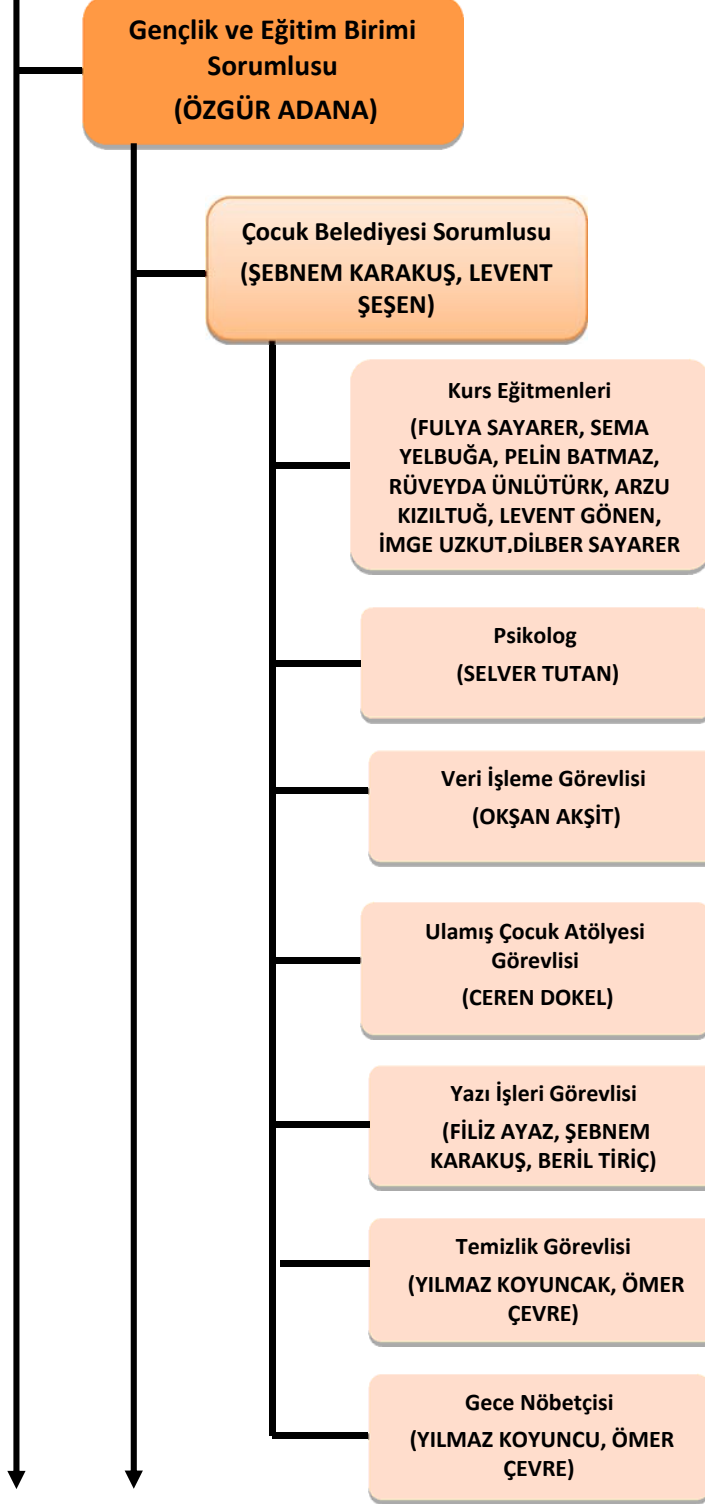 Gençlik ve Eğitim Birimi
Sorumlusu
(ÖZGÜR ADANA)
Çocuk Belediyesi Sorumlusu
(ŞEBNEM KARAKUŞ, LEVENT
ŞEŞEN)
Kurs Eğitmenleri
(FULYA SAYARER, SEMA
YELBUĞA, PELİN BATMAZ,
RÜVEYDA ÜNLÜTÜRK, ARZU
KIZILTUĞ, LEVENT GÖNEN,
İMGE UZKUT,DİLBER SAYARER
Psikolog
(SELVER TUTAN)
Veri İşleme Görevlisi
(OKŞAN AKŞİT)
Ulamış Çocuk Atölyesi
Görevlisi
(CEREN DOKEL)
Yazı İşleri Görevlisi
(FİLİZ AYAZ, ŞEBNEM
KARAKUŞ, BERİL TİRİÇ)
Temizlik Görevlisi
(YILMAZ KOYUNCAK, ÖMER
ÇEVRE)
Gece Nöbetçisi
(YILMAZ KOYUNCU, ÖMER
ÇEVRE)